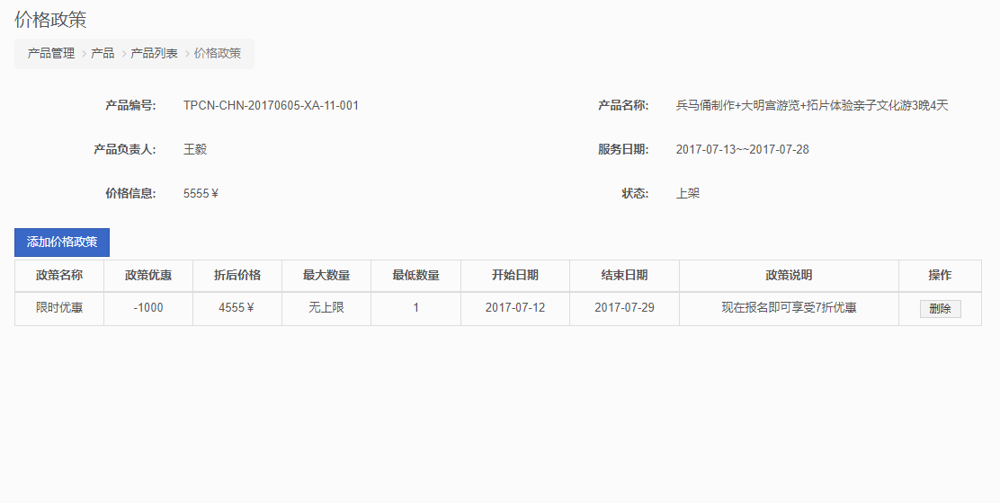 价格政策
产品管理 > 产品 > 产品列表 > 价格政策
产品编号: TPCN-CHN-20170605-XA-11-001 产品名称: 兵马俑制作+大明宫游览+拓片体验亲子文化游3晚4天
产品负责人: 王毅 服务日期: 2017-07-13~~2017-07-28
价格信息: 5555￥ 状态: 上架
添加价格政策
政策名称 政策优惠 折后价格 最大数量 最低数量 开始日期 结束日期 政策说明 操作
限时优惠 -1000 4555￥ 无上限 1 2017-07-12 2017-07-29 现在报名即可享受7折优惠 删除